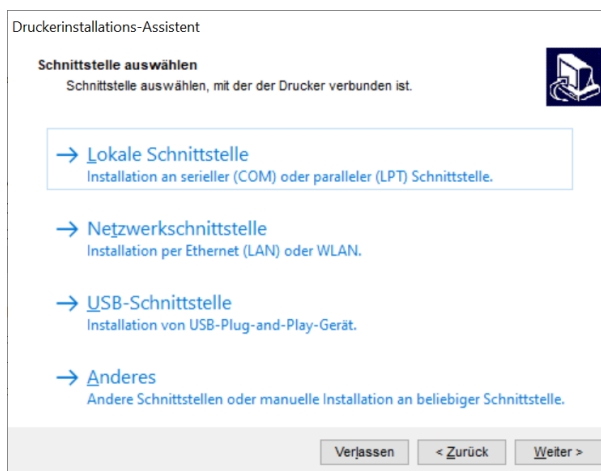 Druckerinstallations-Assistent
Schnittstelle auswählen
Schnittstelle auswählen, mit der der Drucker verbunden ist.
→ Lokale Schnittstelle
Installation an serieller (COM) oder paralleler (LPT) Schnittstelle.
→ Netzwerkschnittstelle
Installation per Ethernet (LAN) oder WLAN.
→ USB-Schnittstelle
Installation von USB-Plug-and-Play-Gerät.
→ Anderes
Andere Schnittstellen oder manuelle Installation an beliebiger Schnittstelle.
Verlassen < Zurück Weiter >